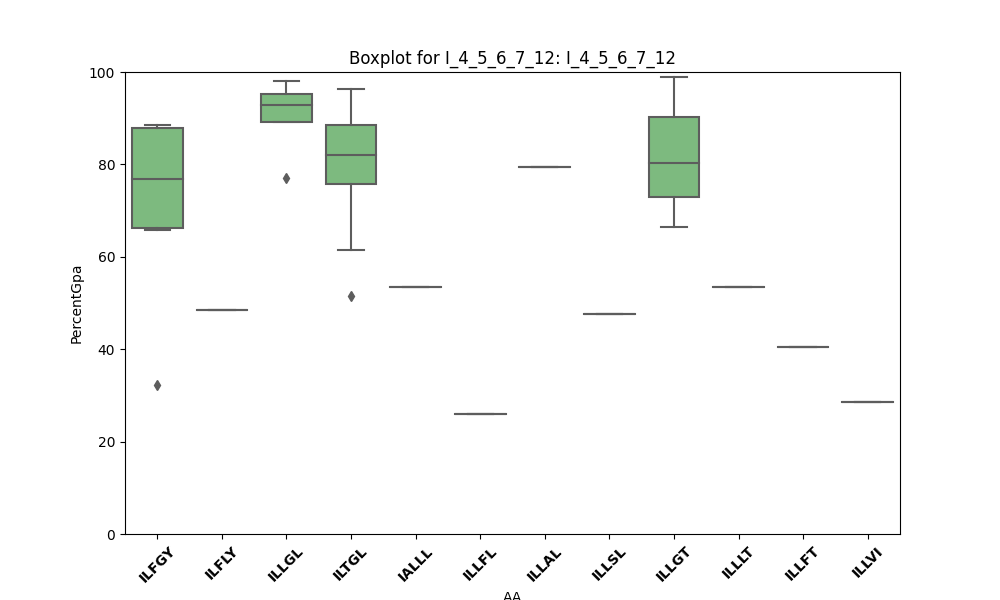 Boxplot for I_4_5_6_7_12: I_4_5_6_7_12
100
80
60
40
20
0
PercentGpa
ILFGY
ILFLY
ILLGL
ILTGL
IALLL
ILLFL
ILLAL
ILLSL
ILLGT
ILLLT
ILLFT
ILLVI
AA